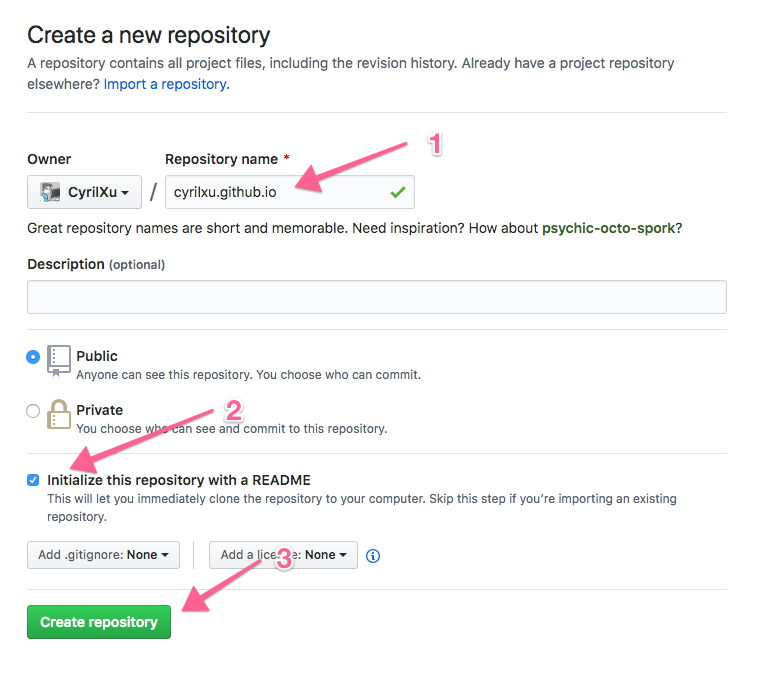 Create a new repository
A repository contains all project files, including the revision history. Already have a project repository
elsewhere? Import a repository.
1
Owner
Repository name *
CyrilXu / cyrilxu.github.io
Great repository names are short and memorable. Need inspiration? How about psychic-octo-spork?
Description (optional)
Public
Anyone can see this repository. You choose who can commit.
2
Private
You choose who can see and commit to this repository.
Initialize this repository with a README
This will let you immediately clone the repository to your computer. Skip this step if you’re importing an existing
repository.
Add .gitignore: None
Add a license: None
3
Create repository